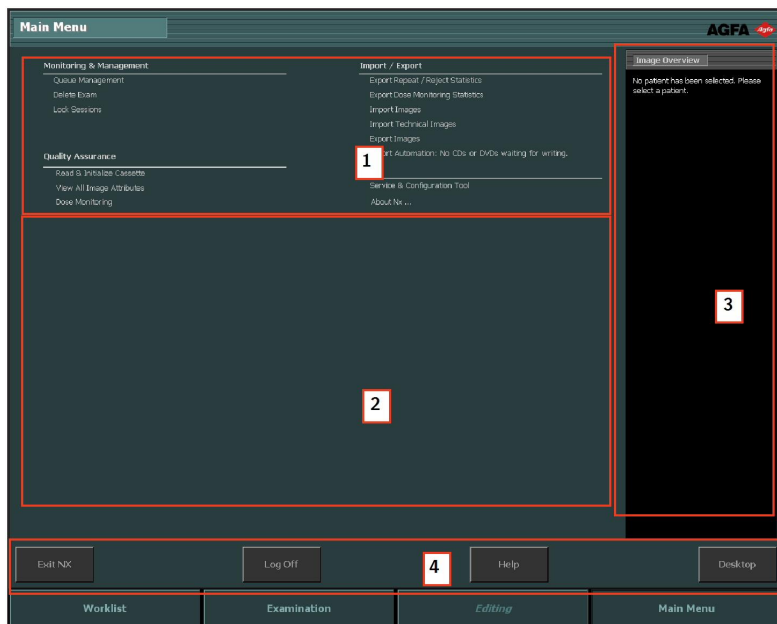 Main Menu
AGFA
Monitoring & Management
Queue Management
Delete Exam
Lock Sessions
Quality Assurance
Read & Initialize Cassette
View All Image Attributes
Dose Monitoring
Import / Export
Export Repeat / Reject Statistics
Export Dose Monitoring Statistics
Import Images
Import Technical Images
Export Images
Automation: No CDs or DVDs waiting for writing.
Service & Configuration Tool
About Nx ...
1
Image Overview
No patient has been selected. Please
select a patient.
2
3
4
Exit NX
Log Off
Help
Desktop
Worklist
Examination
Editing
Main Menu